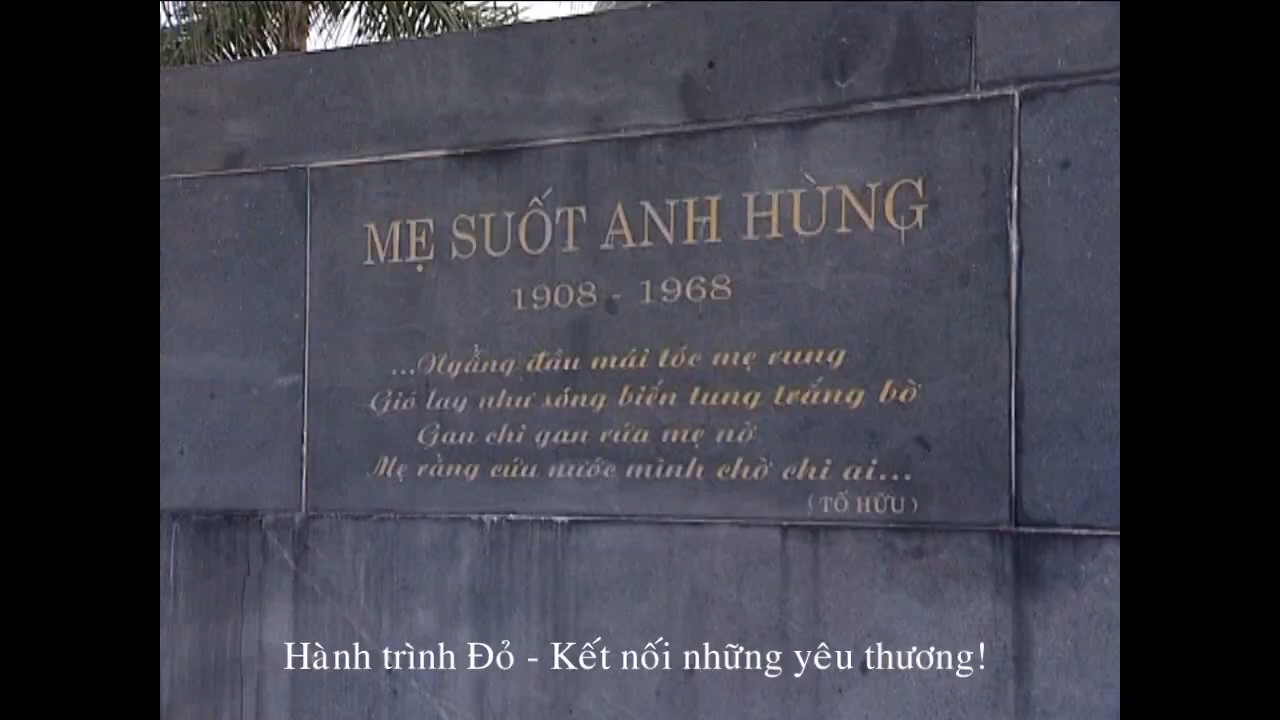 MẸ SUỐT ANH HÙNG
1908 - 1968
...Ngẩng đầu mái tóc mẹ rung
Gió lay như sóng biển tung trắng bờ
Gan chi gan rứa mẹ nờ
Mẹ rằng cứu nước mình chờ chi ai...
(TỐ HỮU)
Hành trình Đỏ - Kết nối những yêu thương!